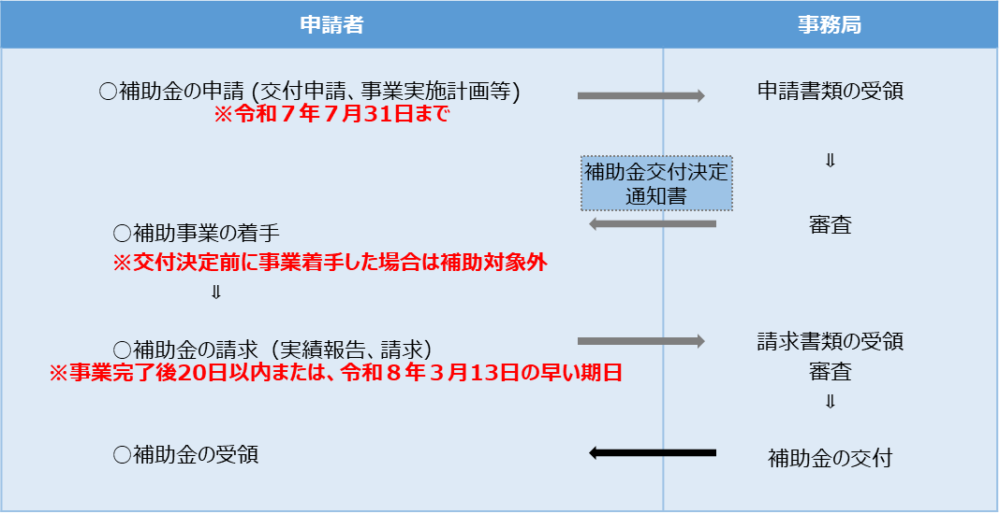 申請者
事務局
○補助金の申請 (交付申請、事業実施計画等)
※令和７年７月31日まで
申請書類の受領
⇓
補助金交付決定
通知書
審査
○補助事業の着手
※交付決定前に事業着手した場合は補助対象外
⇓
○補助金の請求（実績報告、請求）
※事業完了後20日以内または、令和８年３月13日の早い期日
請求書類の受領
審査
⇓
○補助金の受領
補助金の交付